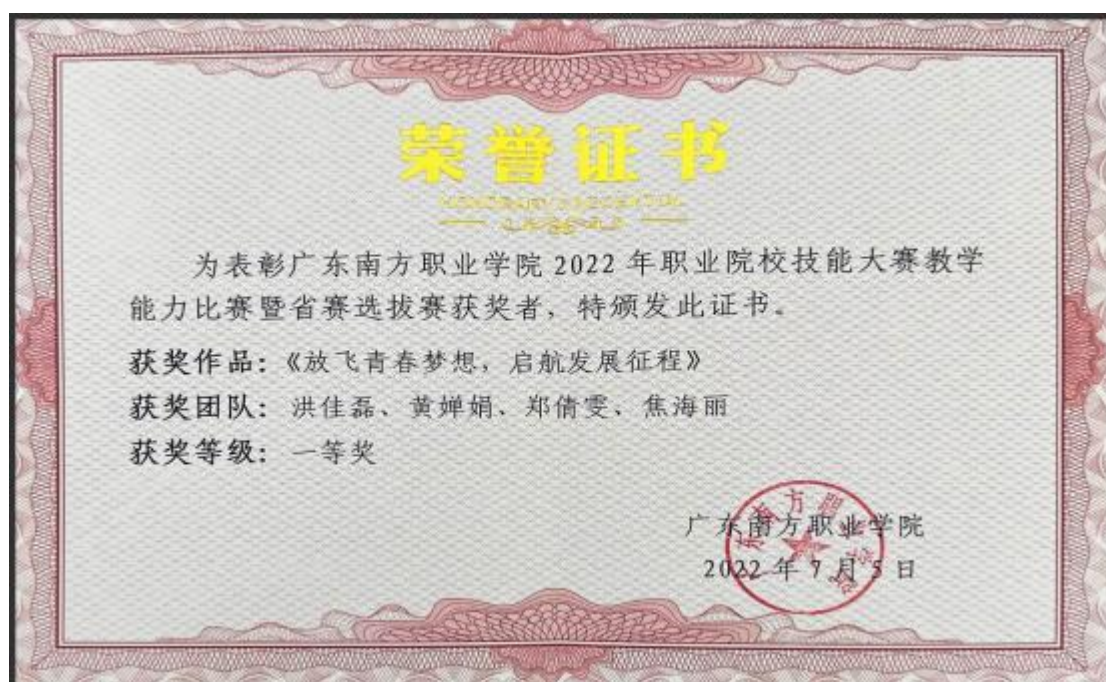 荣誉证书
为表彰广东南方职业学院 2022 年职业院校技能大赛教学
能力比赛暨省赛选拔赛获奖者，特颁发此证书。
获奖作品：《放飞青春梦想，启航发展征程》
获奖团队：洪佳磊、黄婵娟、郑倩雯、焦海丽
获奖等级：一等奖
广东南方职业学院
2022 年 7 月 5 日